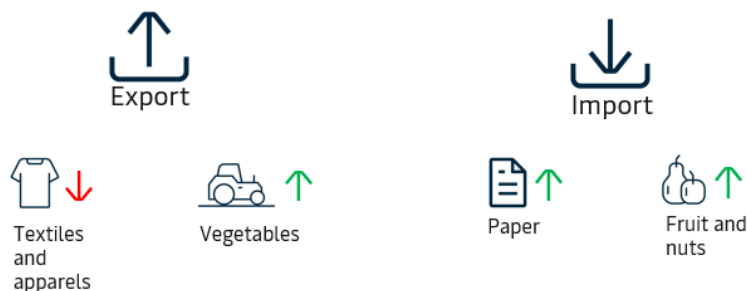 Export
Import
Textiles
and
apparels
Vegetables
Paper
Fruit and
nuts